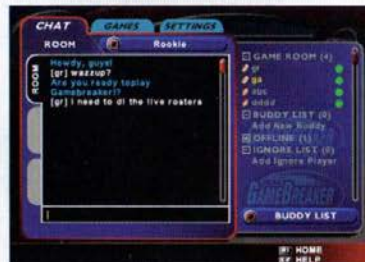 CHAT
GAMES
SETTINGS
ROOM
Rookie
ROOM
Howdy, guys!
[gr] wazzup?
Are you ready toplay
Gamebreaker!?
[gr] i need to dl the live rosters
GAME ROOM (4)
gr
ga
abc
dddd
BUDDY LIST (0)
Add New Buddy
OFFLINE (1)
IGNORE LIST (0)
Add Ignore Player
GAMEBREAKER
BUDDY LIST
HOME
HELP